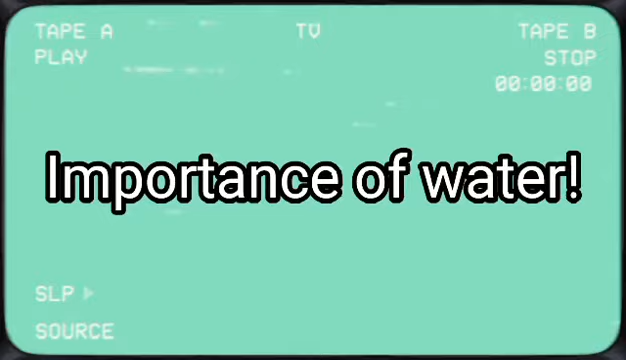 TAPE A TV TAPE B
PLAY STOP
00:00:00
Importance of water!
SLP
SOURCE